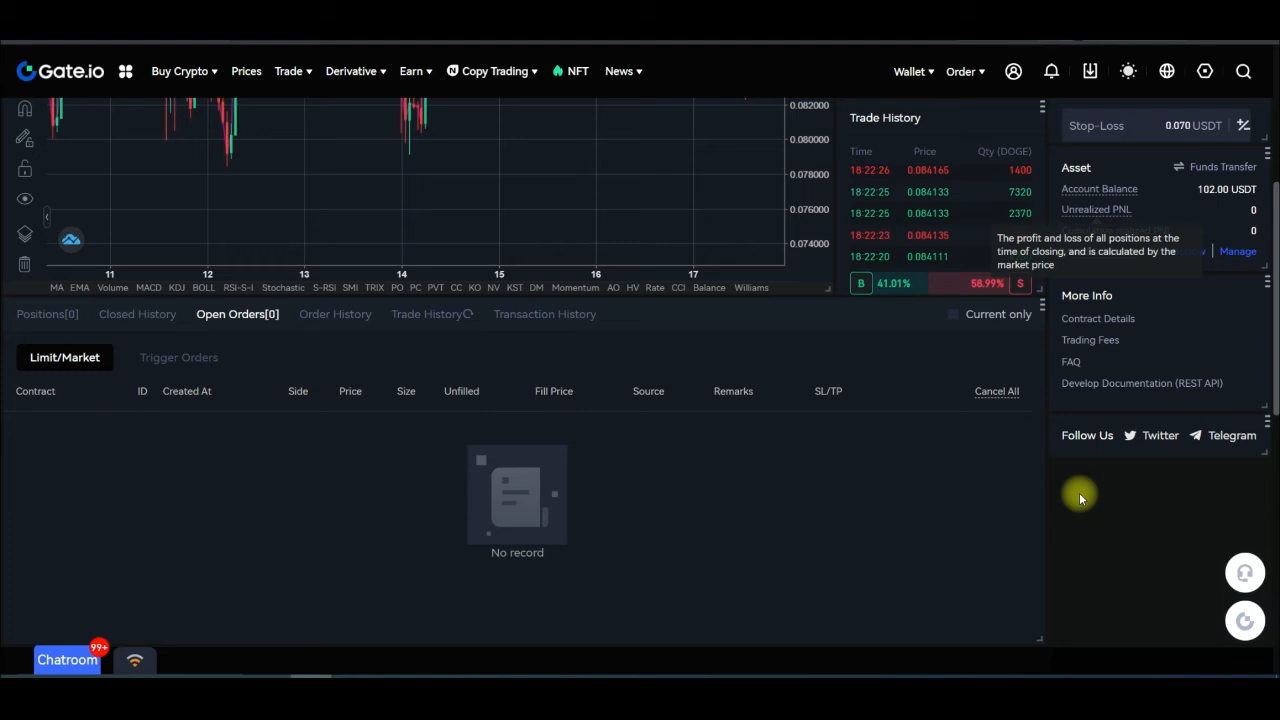 Gate.io
Buy Crypto
Prices
Trade
Derivative
Earn
Copy Trading
NFT
News
Wallet
Order
0.082000
0.080000
0.078000
0.076000
0.074000
11 12 13 14 15 16 17
MA EMA Volume MACD KDJ BOLL RSI-S-I Stochastic S-RSI SMI TRIX PO PC PVT CC KO NV KST DM Momentum AO HV Rate CCI Balance Williams
Trade History
Time Price Qty (DOGE)
18:22:26 0.084165 1400
18:22:25 0.084133 7320
18:22:25 0.084133 2370
18:22:23 0.084135
18:22:20 0.084111
B 41.01% 58.99% S
Stop-Loss 0.070 USDT
Asset Funds Transfer
Account Balance 102.00 USDT
Unrealized PNL 0
0
The profit and loss of all positions at the
time of closing, and is calculated by the
market price
Manage
More Info
Contract Details
Trading Fees
FAQ
Develop Documentation (REST API)
Follow Us Twitter Telegram
Positions[0] Closed History Open Orders[0] Order History Trade History Transaction History Current only
Limit/Market Trigger Orders
Contract ID Created At Side Price Size Unfilled Fill Price Source Remarks SL/TP Cancel All
No record
Chatroom 99+